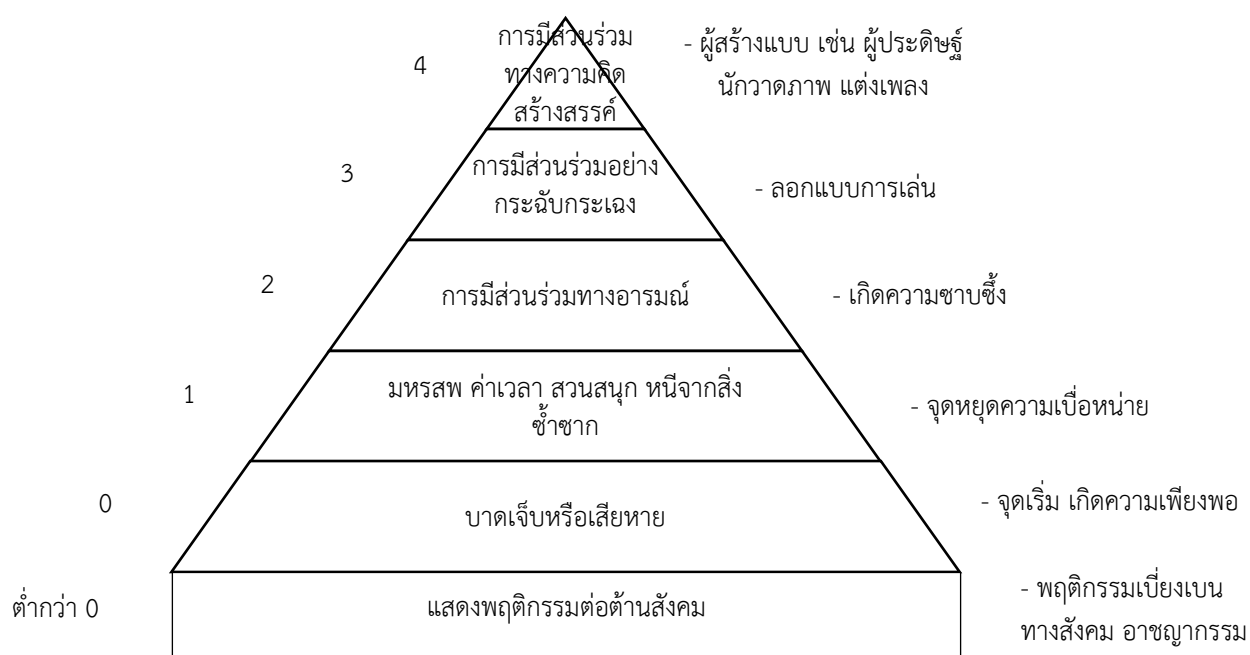 การมีส่วนร่วม
ทางความคิด
สร้างสรรค์
4
- ผู้สร้างแบบ เช่น ผู้ประดิษฐ์
นักวาดภาพ แต่งเพลง
3
การมีส่วนร่วมอย่าง
กระฉับกระเฉง
- ลอกแบบการเล่น
2
การมีส่วนร่วมทางอารมณ์
- เกิดความซาบซึ้ง
1
มหรสพ ค่าเวลา สวนสนุก หนีจากสิ่ง
ซ้ำซาก
- จุดหยุดความเบื่อหน่าย
0
บาดเจ็บหรือเสียหาย
- จุดเริ่ม เกิดความเพียงพอ
ต่ำกว่า 0
แสดงพฤติกรรมต่อต้านสังคม
- พฤติกรรมเบี่ยงเบน
ทางสังคม อาชญากรรม